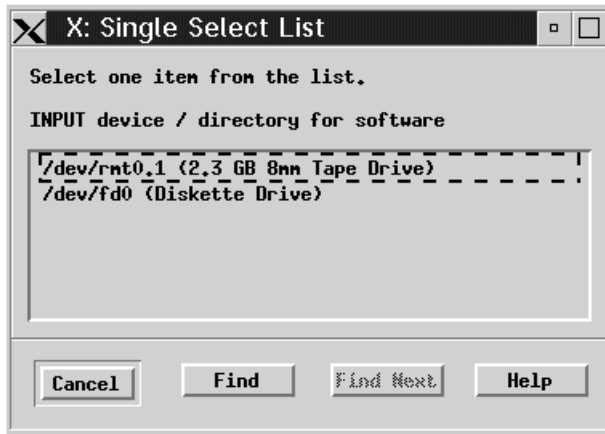 X: Single Select List
Select one item from the list.
INPUT device / directory for software
/dev/rmt0.1 (2.3 GB 8mm Tape Drive)
/dev/fd0 (Diskette Drive)
Cancel Find Find Next Help